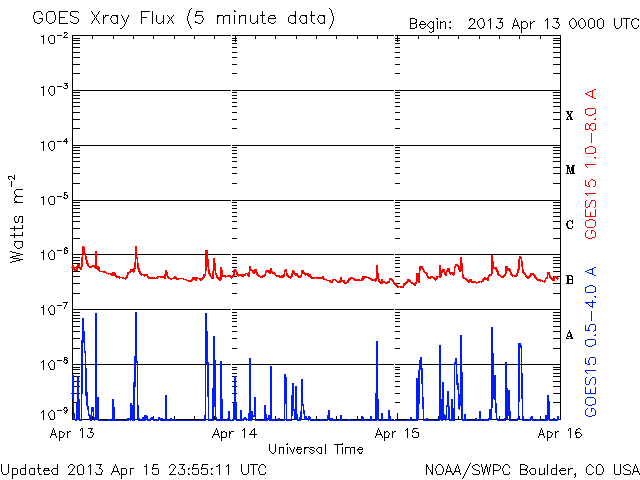 GOES Xray Flux (5 minute data)
Begin: 2013 Apr 13 0000 UTC
10⁻²
10⁻³
10⁻⁴
10⁻⁵
10⁻⁶
10⁻⁷
10⁻⁸
10⁻⁹
Watts m⁻²
X
M
C
B
A
GOES15 1.0-8.0 A
GOES15 0.5-4.0 A
Apr 13
Apr 14
Apr 15
Apr 16
Universal Time
Updated 2013 Apr 15 23:55:11 UTC
NOAA/SWPC Boulder, CO USA